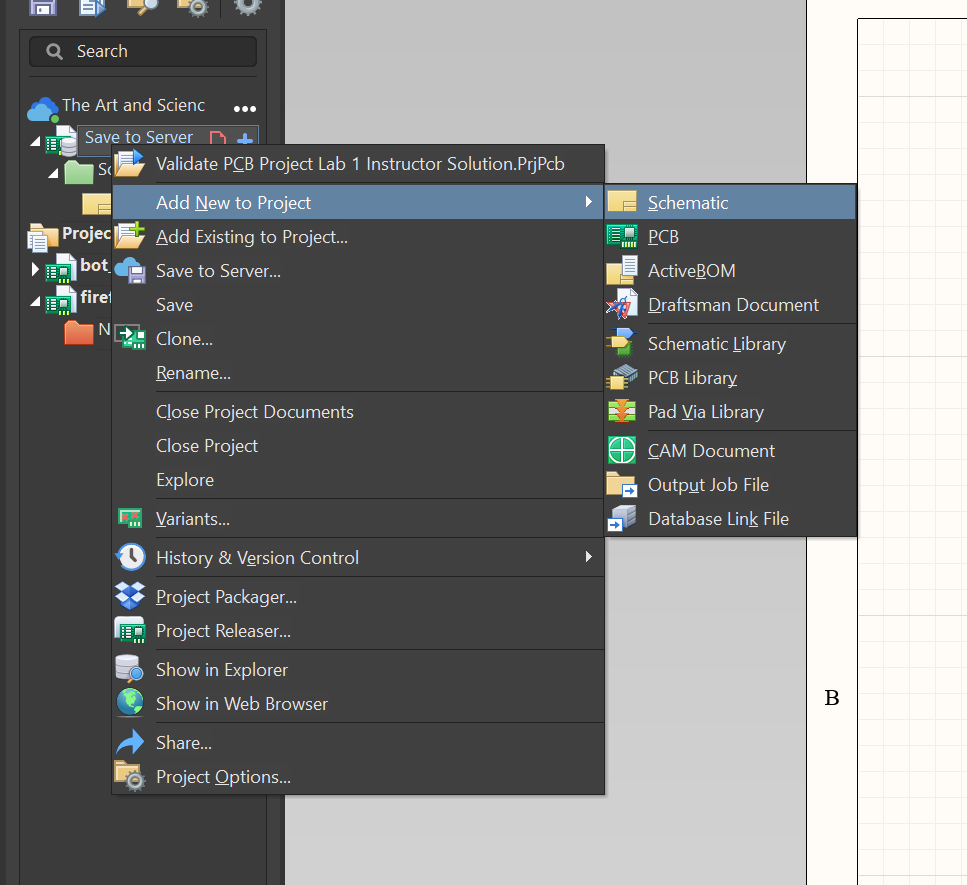 Search
The Art and Scienc
Save to Server
Validate PCB Project Lab 1 Instructor Solution.PrjPcb
Add New to Project
Schematic
Projec
Add Existing to Project...
PCB
bot_
Save to Server...
ActiveBOM
Save
Draftsman Document
Clone...
Schematic Library
Rename...
PCB Library
Close Project Documents
Pad Via Library
Close Project
CAM Document
Explore
Output Job File
Variants...
Database Link File
History & Version Control
Project Packager...
Project Releaser...
Show in Explorer
Show in Web Browser
B
Share...
Project Options...